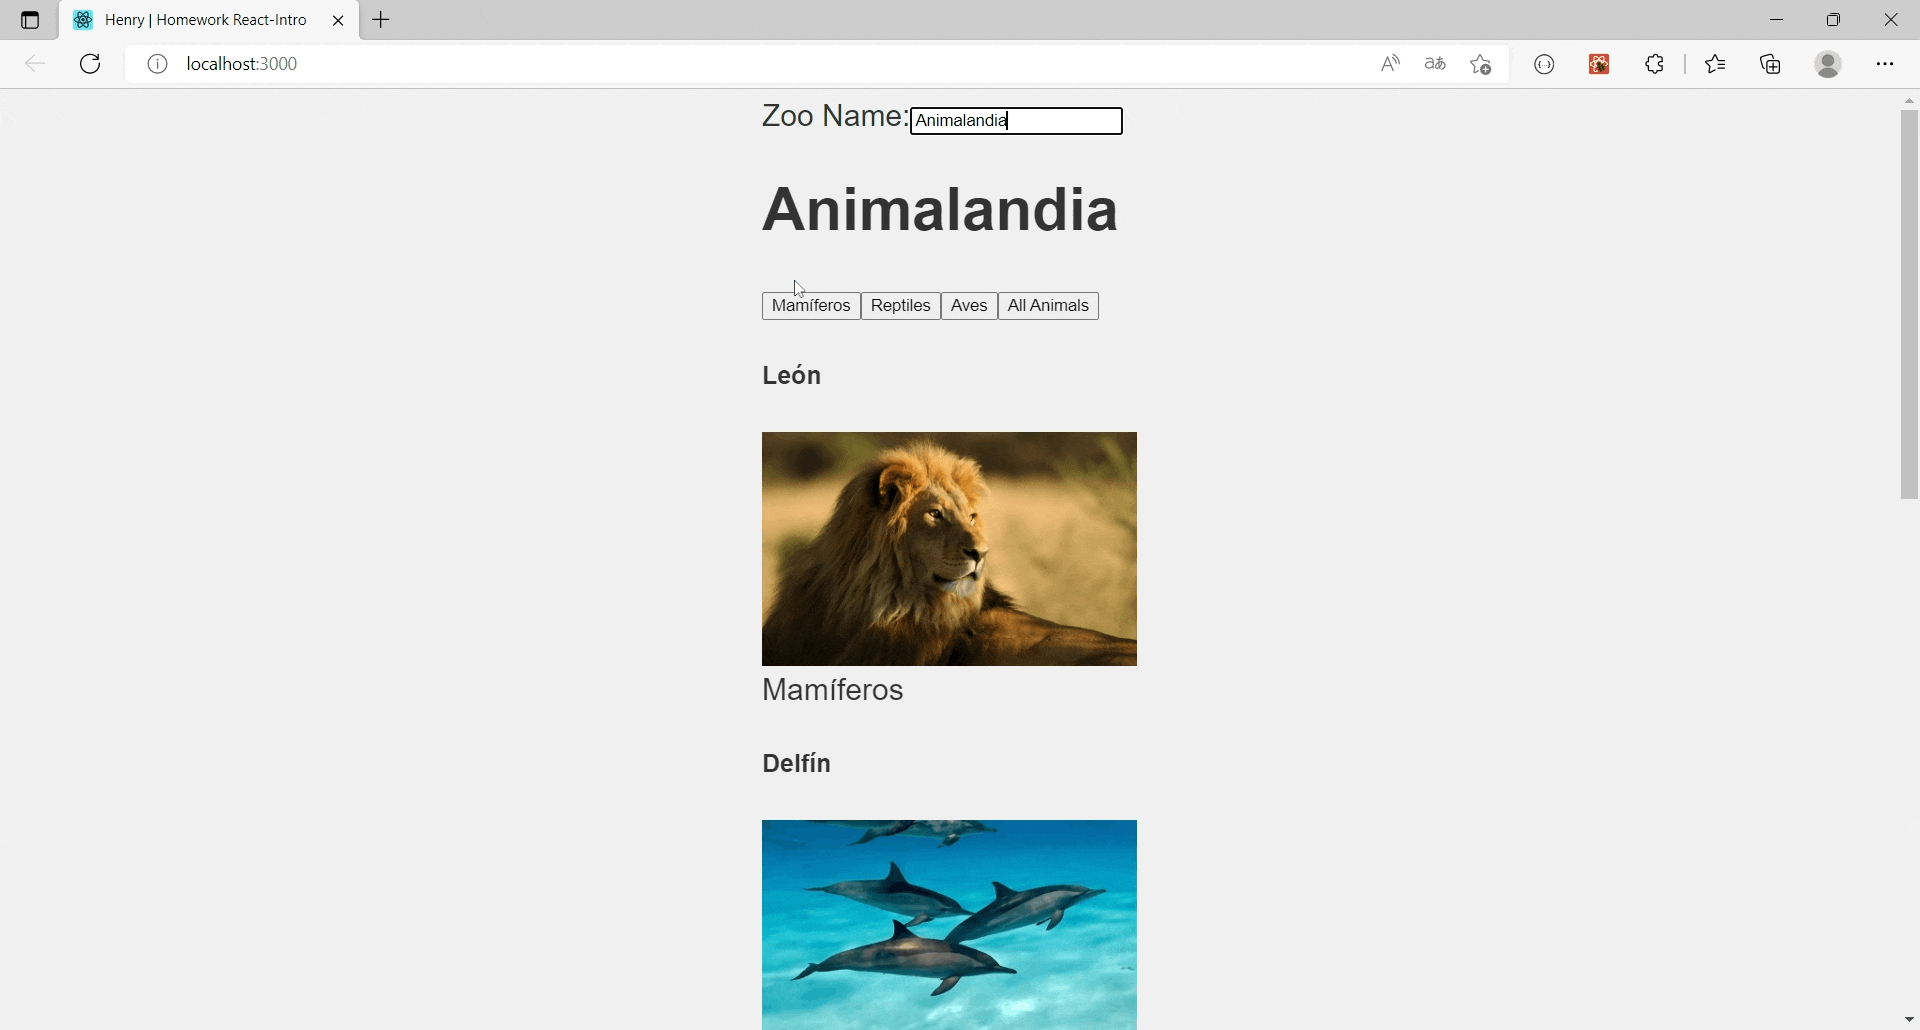 Henry | Homework React-Intro
localhost:3000
Zoo Name: Animalandia
Animalandia
Mamíferos Reptiles Aves All Animals
León
Mamíferos
Delfín